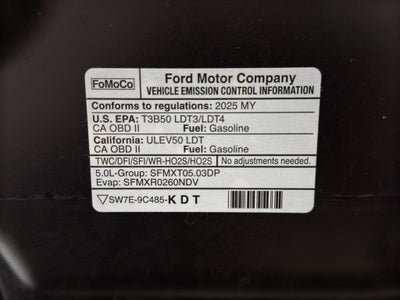 FoMoCo
Ford Motor Company
VEHICLE EMISSION CONTROL INFORMATION
Conforms to regulations: 2025 MY
U.S. EPA: T3B50 LDT3/LDT4
CA OBD II Fuel: Gasoline
California: ULEV50 LDT
CA OBD II Fuel: Gasoline
TWC/DFI/SFI/WR-HO2S/HO2S No adjustments needed.
5.0L-Group: SFMXT05.03DP
Evap: SFMXR0260NDV
SW7E-9C485-KDT